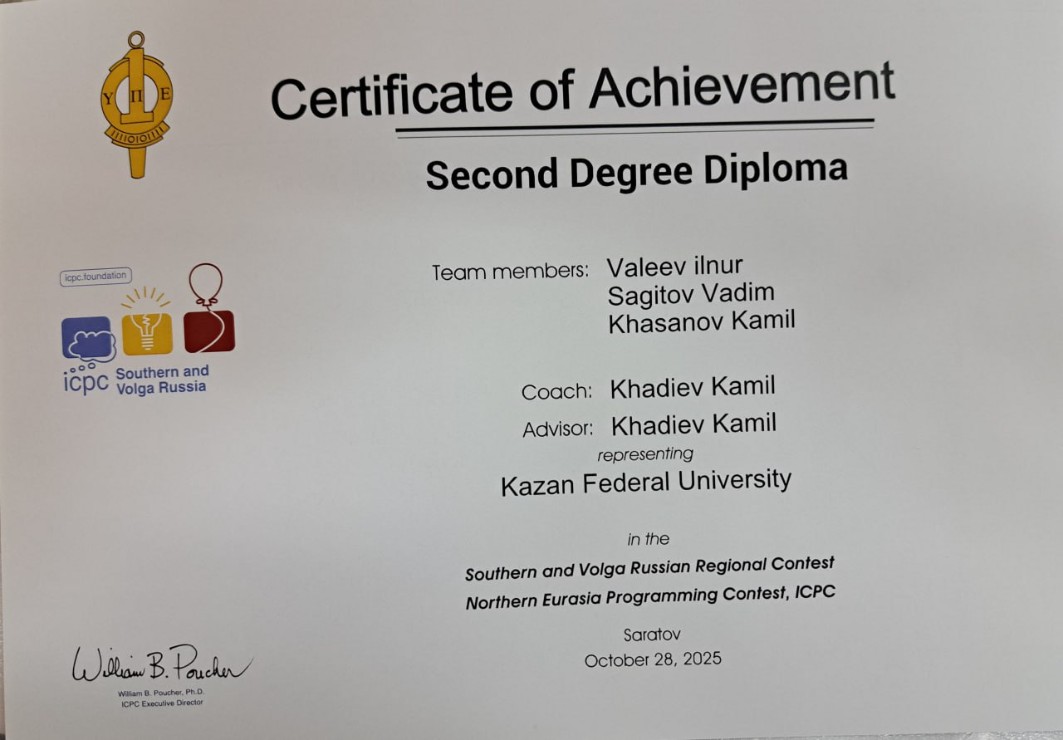 Υ Π Ε
Certificate of Achievement
Second Degree Diploma
icpc.foundation
icpc Southern and
Volga Russia
Team members: Valeev ilnur
Sagitov Vadim
Khasanov Kamil
Coach: Khadiev Kamil
Advisor: Khadiev Kamil
representing
Kazan Federal University
in the
Southern and Volga Russian Regional Contest
Northern Eurasia Programming Contest, ICPC
Saratov
October 28, 2025
William B. Poucher
William B. Poucher, Ph.D.
ICPC Executive Director